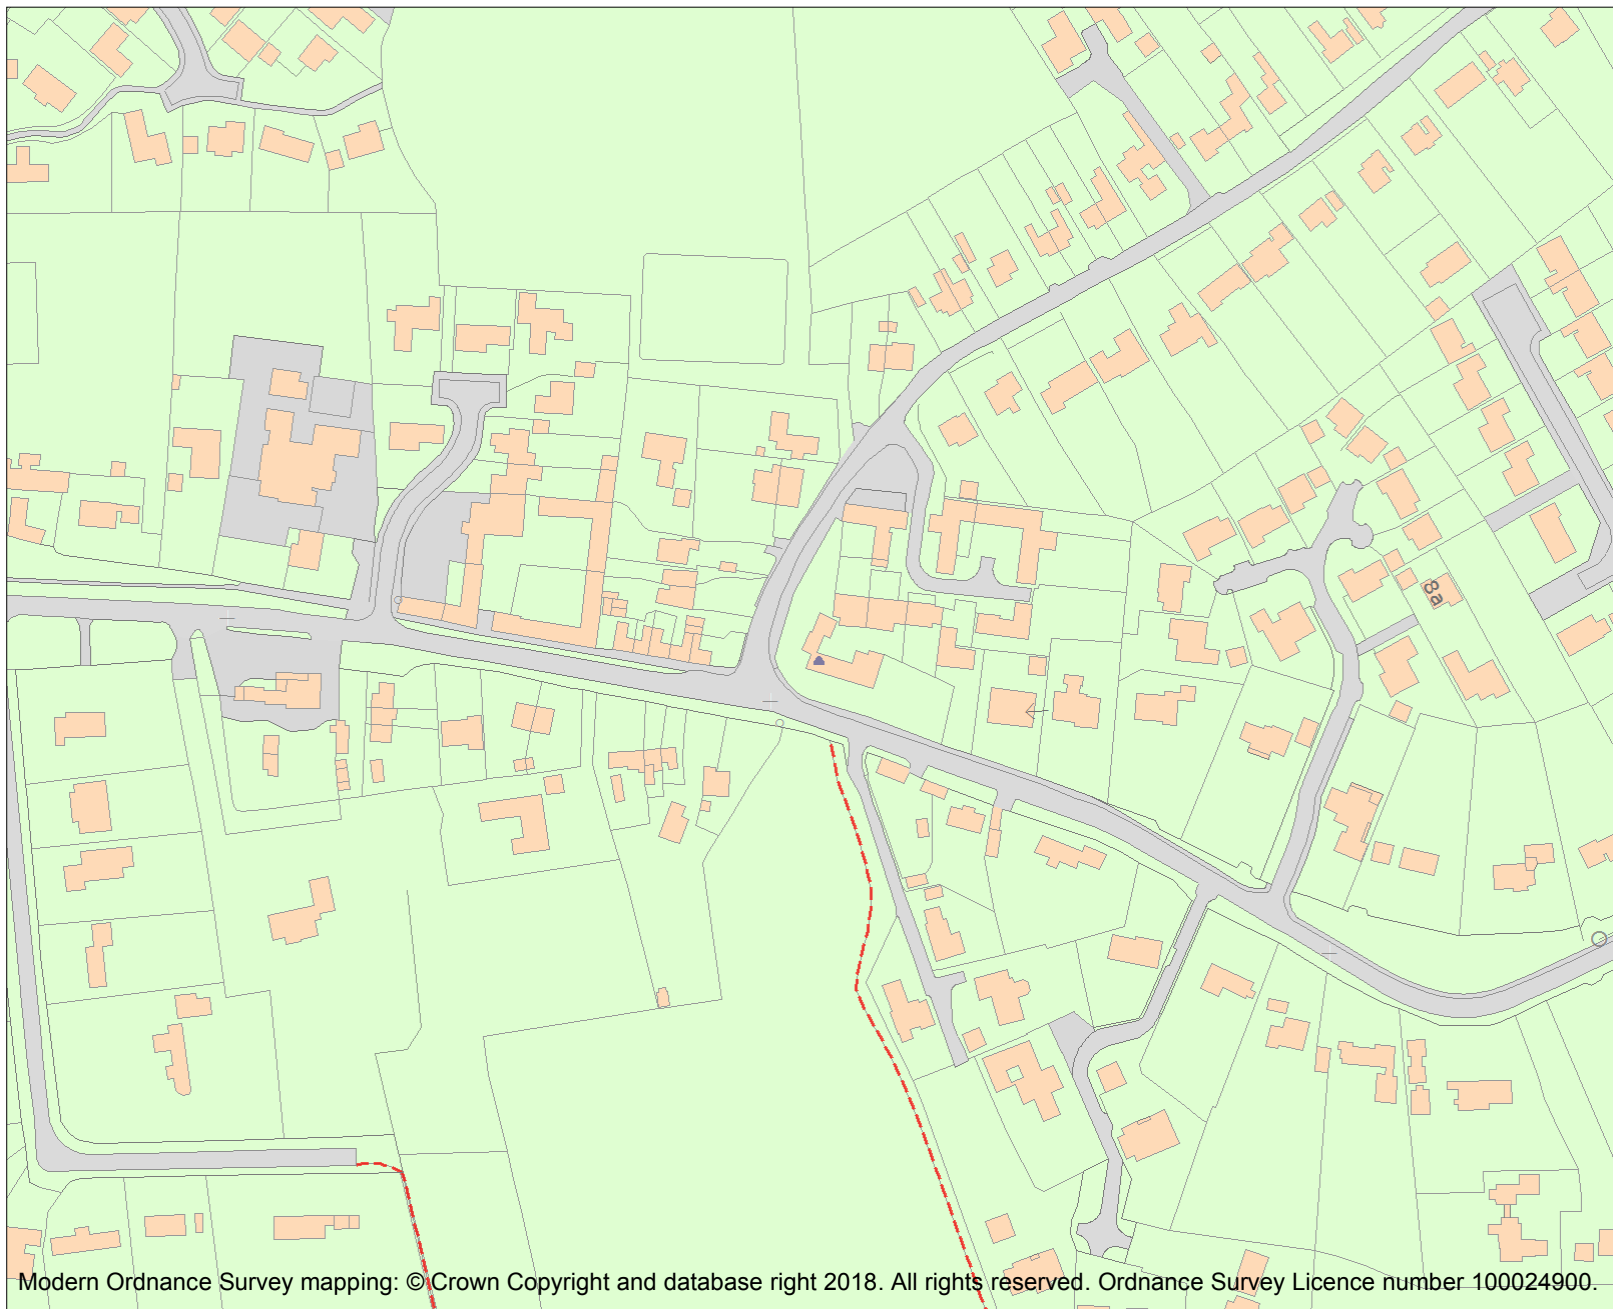 8a
Modern Ordnance Survey mapping: © Crown Copyright and database right 2018. All rights reserved. Ordnance Survey Licence number 100024900.